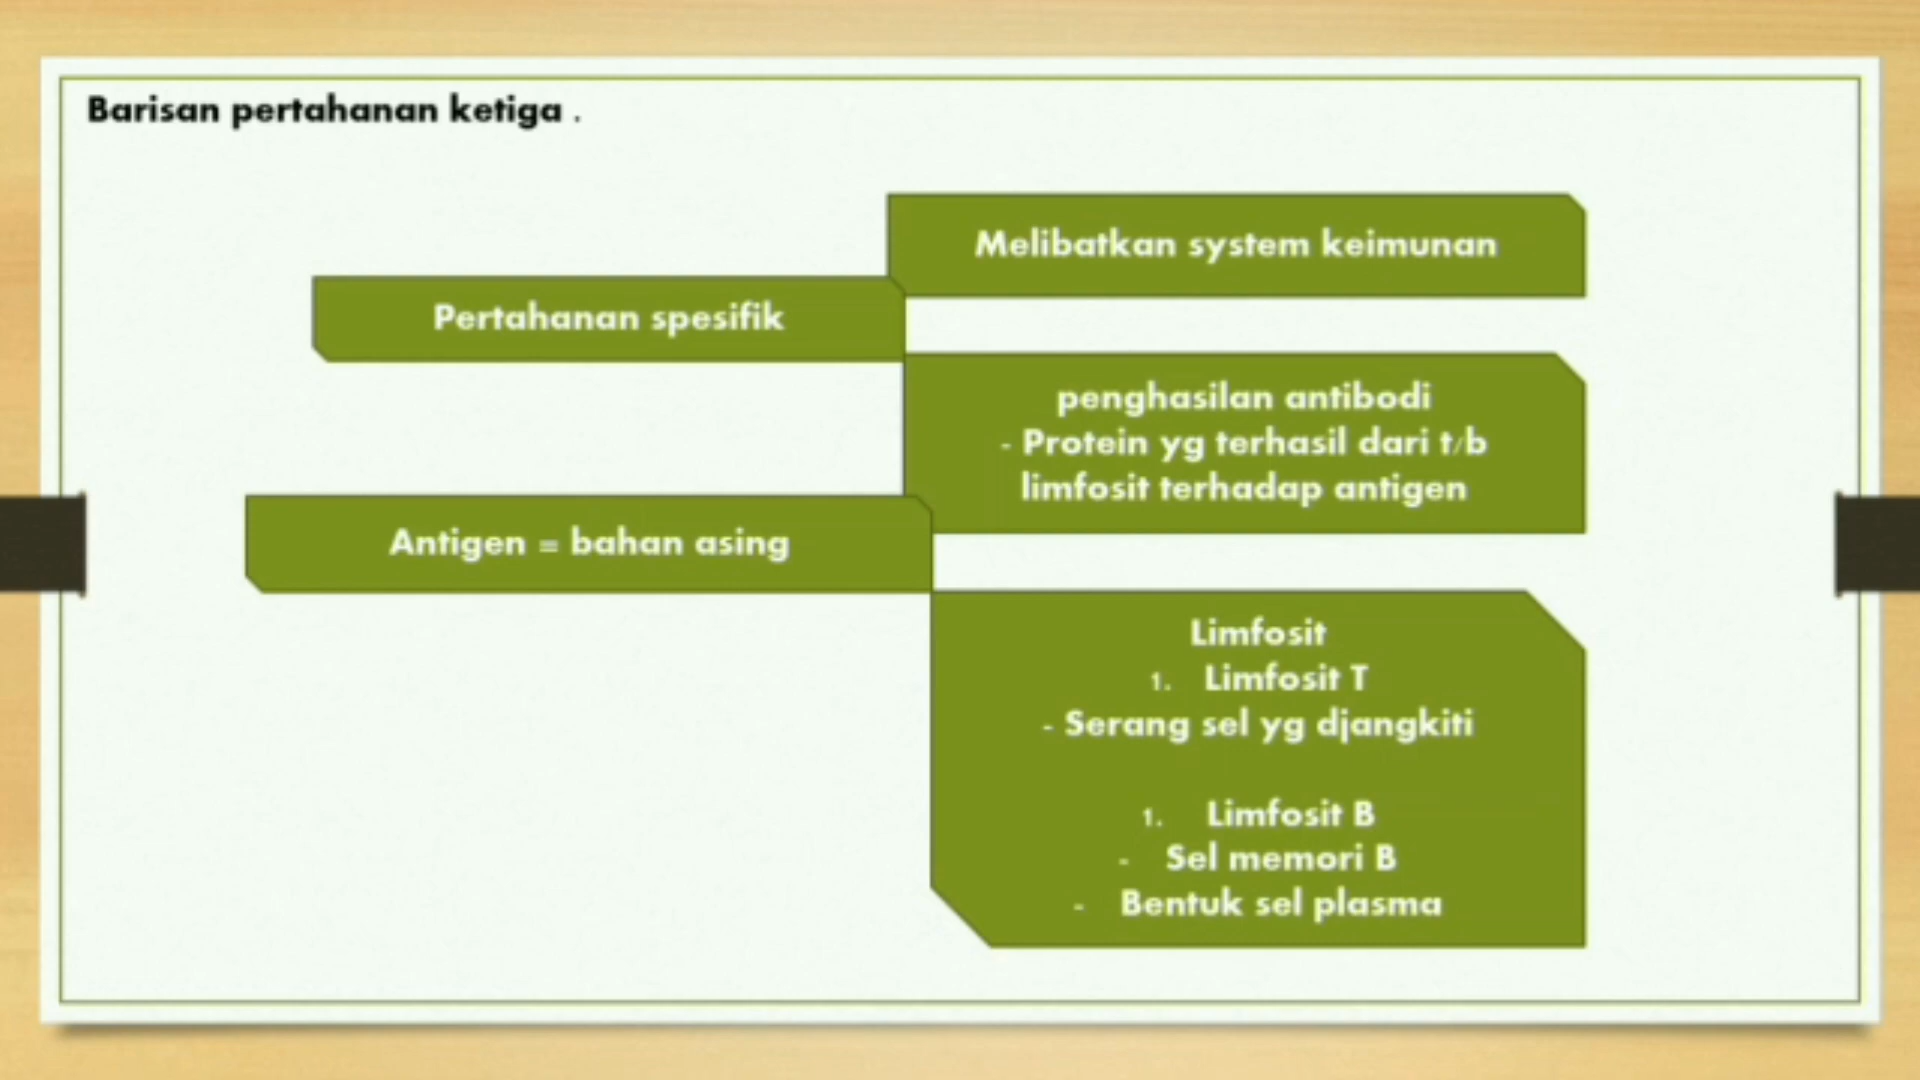 Barisan pertahanan ketiga .
Melibatkan system keimunan
Pertahanan spesifik
penghasilan antibodi
- Protein yg terhasil dari t/b
limfosit terhadap antigen
Antigen = bahan asing
Limfosit
1. Limfosit T
- Serang sel yg djangkiti
1. Limfosit B
- Sel memori B
- Bentuk sel plasma